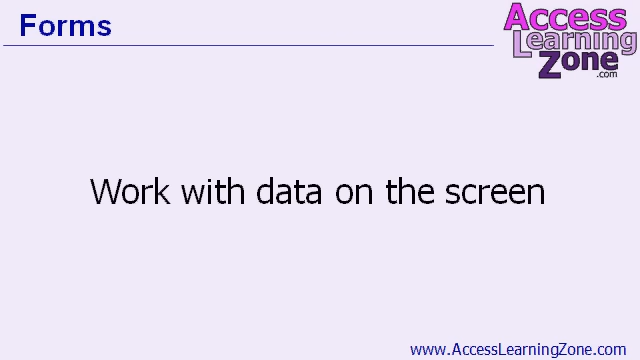 Forms
Access
Learning
Zone
.com
Work with data on the screen
www.AccessLearningZone.com